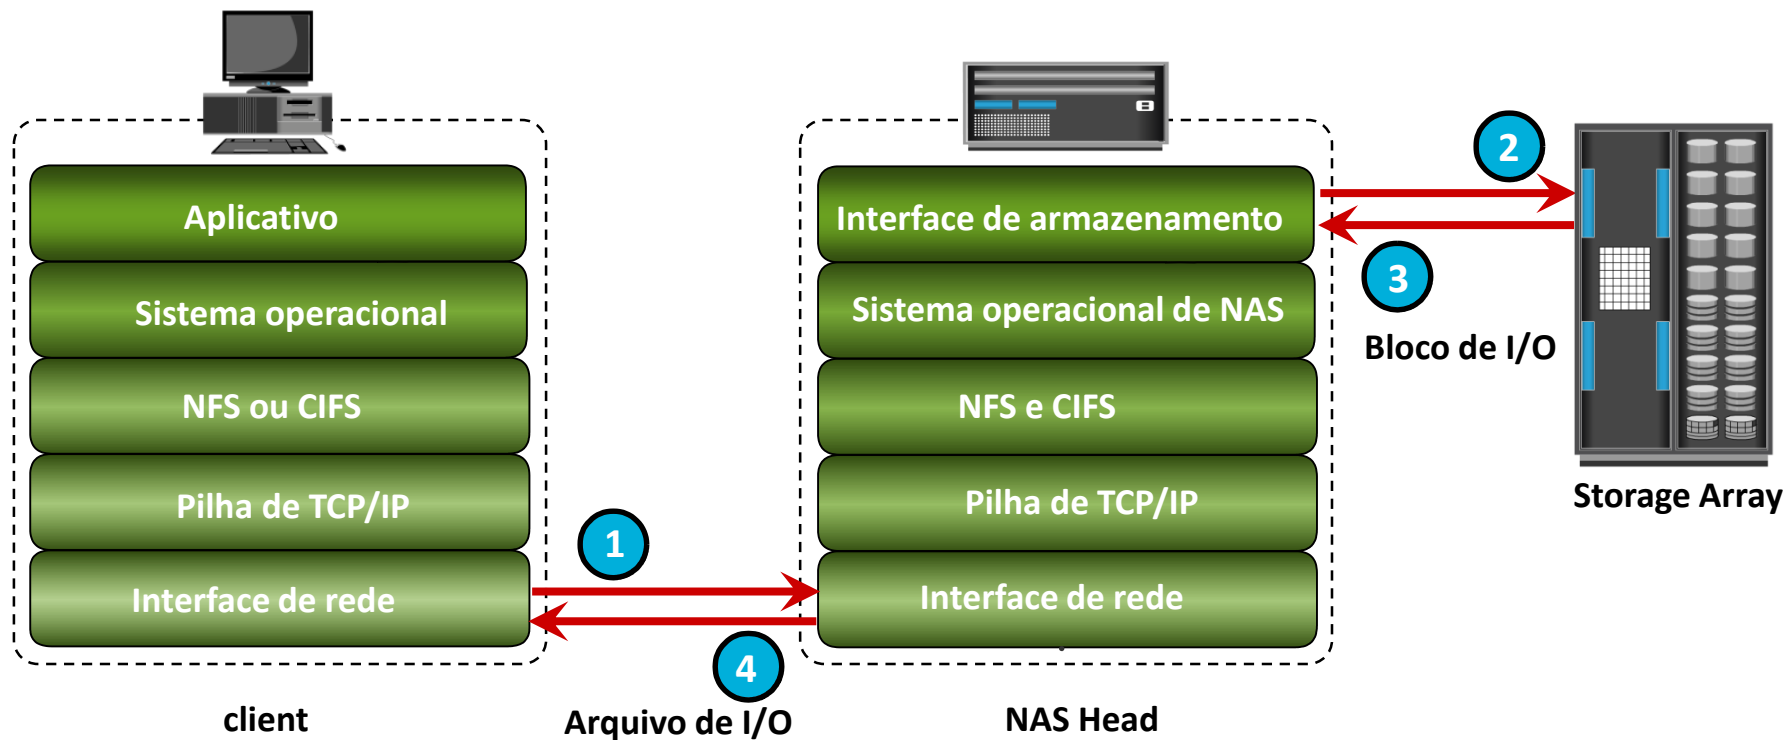 Aplicativo
Sistema operacional
NFS ou CIFS
Pilha de TCP/IP
Interface de rede
client
1
4
Arquivo de I/O
Interface de armazenamento
Sistema operacional de NAS
NFS e CIFS
Pilha de TCP/IP
Interface de rede
NAS Head
2
3
Bloco de I/O
Storage Array